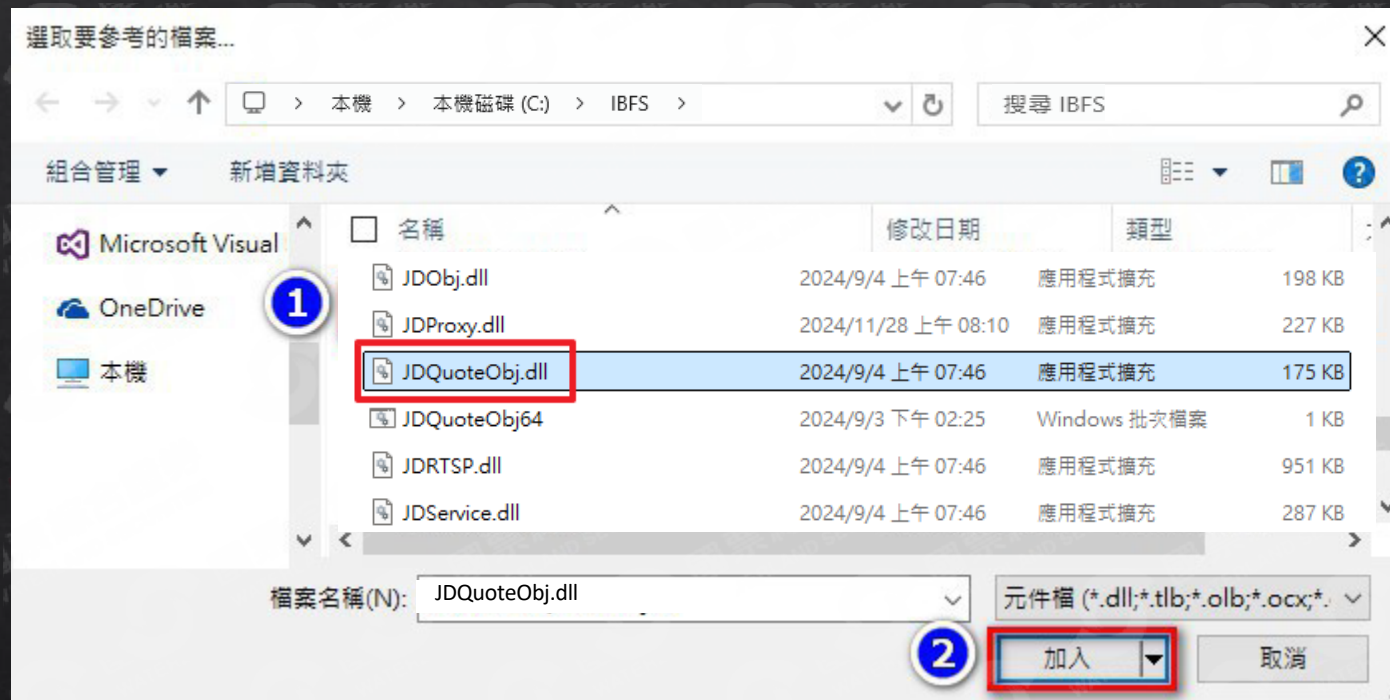 選取要參考的檔案...
本機 > 本機磁碟 (C:) > IBFS >
搜尋 IBFS
組合管理
新增資料夾
名稱 修改日期 類型
Microsoft Visual
OneDrive
本機
1
JDObj.dll 2024/9/4 上午 07:46 應用程式擴充 198 KB
JDProxy.dll 2024/11/28 上午 08:10 應用程式擴充 227 KB
JDQuoteObj.dll 2024/9/4 上午 07:46 應用程式擴充 175 KB
JDQuoteObj64 2024/9/3 下午 02:25 Windows 批次檔案 1 KB
JDRTSP.dll 2024/9/4 上午 07:46 應用程式擴充 951 KB
JDService.dll 2024/9/4 上午 07:46 應用程式擴充 287 KB
檔案名稱(N): JDQuoteObj.dll
元件檔 (*.dll;*.tlb;*.olb;*.ocx;*.
2
加入
取消